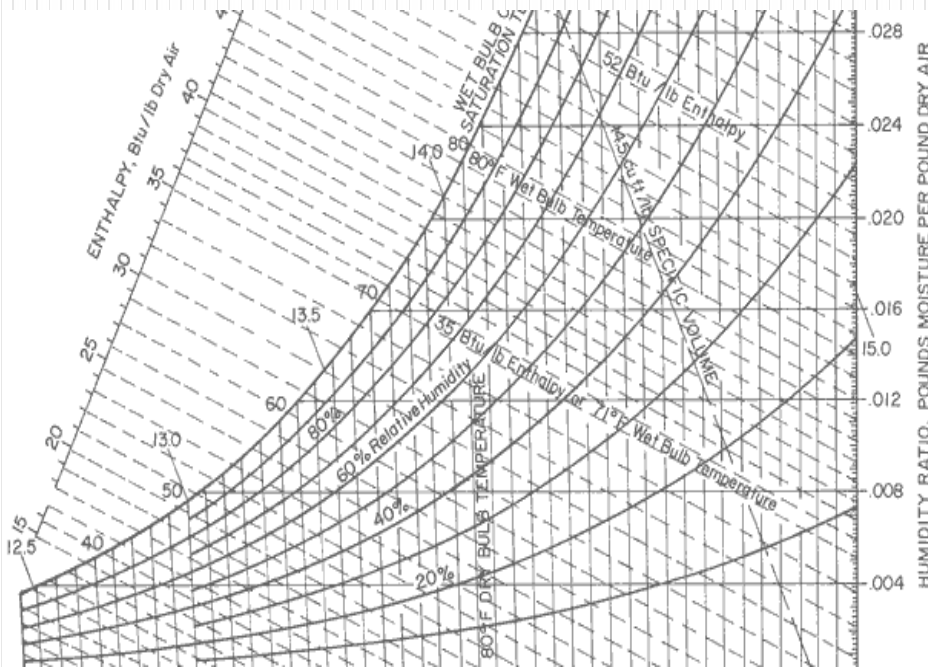 WET BULB O
SATURATION TE
.028
52 Btu / lb Enthalpy
ENTHALPY, Btu / lb Dry Air
40
.024
14.5 cu ft / lb SPECIFIC VOLUME
80
14.0
80°F Wet Bulb Temperature
35
.020
HUMIDITY RATIO, POUNDS MOISTURE PER POUND DRY AIR
30
70
13.5
.016
35 Btu / lb Enthalpy or 71°F Wet Bulb Temperature
15.0
25
60
80%
60% Relative Humidity
.012
20
13.0
50
.008
40%
80°F DRY BULB TEMPERATURE
15
12.5
40
20%
.004